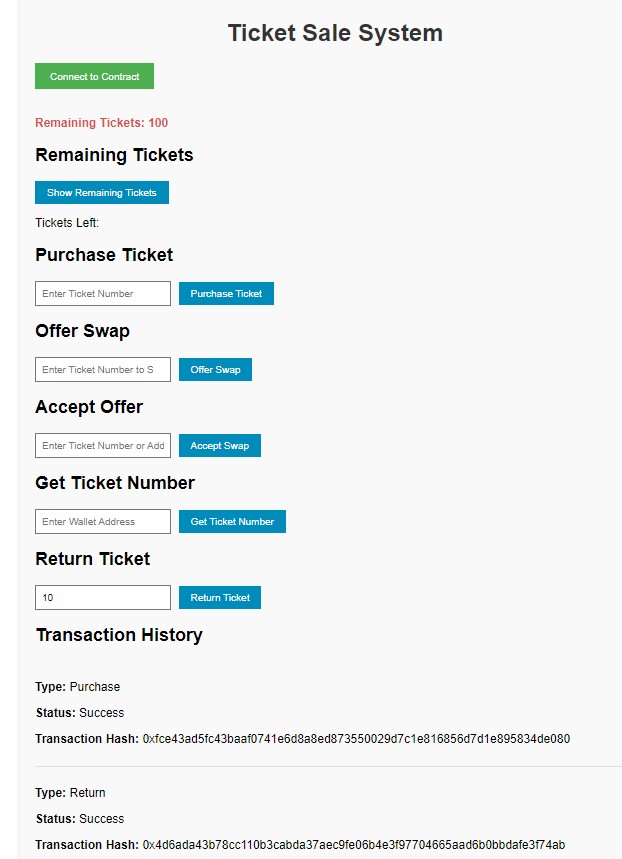 Ticket Sale System
Connect to Contract
Remaining Tickets: 100
Remaining Tickets
Show Remaining Tickets
Tickets Left:
Purchase Ticket
Enter Ticket Number Purchase Ticket
Offer Swap
Enter Ticket Number to S Offer Swap
Accept Offer
Enter Ticket Number or Add Accept Swap
Get Ticket Number
Enter Wallet Address Get Ticket Number
Return Ticket
10 Return Ticket
Transaction History
Type: Purchase
Status: Success
Transaction Hash: 0xfce43ad5fc43baaf0741e6d8a8ed873550029d7c1e816856d7d1e895834de080
Type: Return
Status: Success
Transaction Hash: 0x4d6ada43b78cc110b3cabda37aec9fe06b4e3f97704665aad6b0bbdafe3f74ab